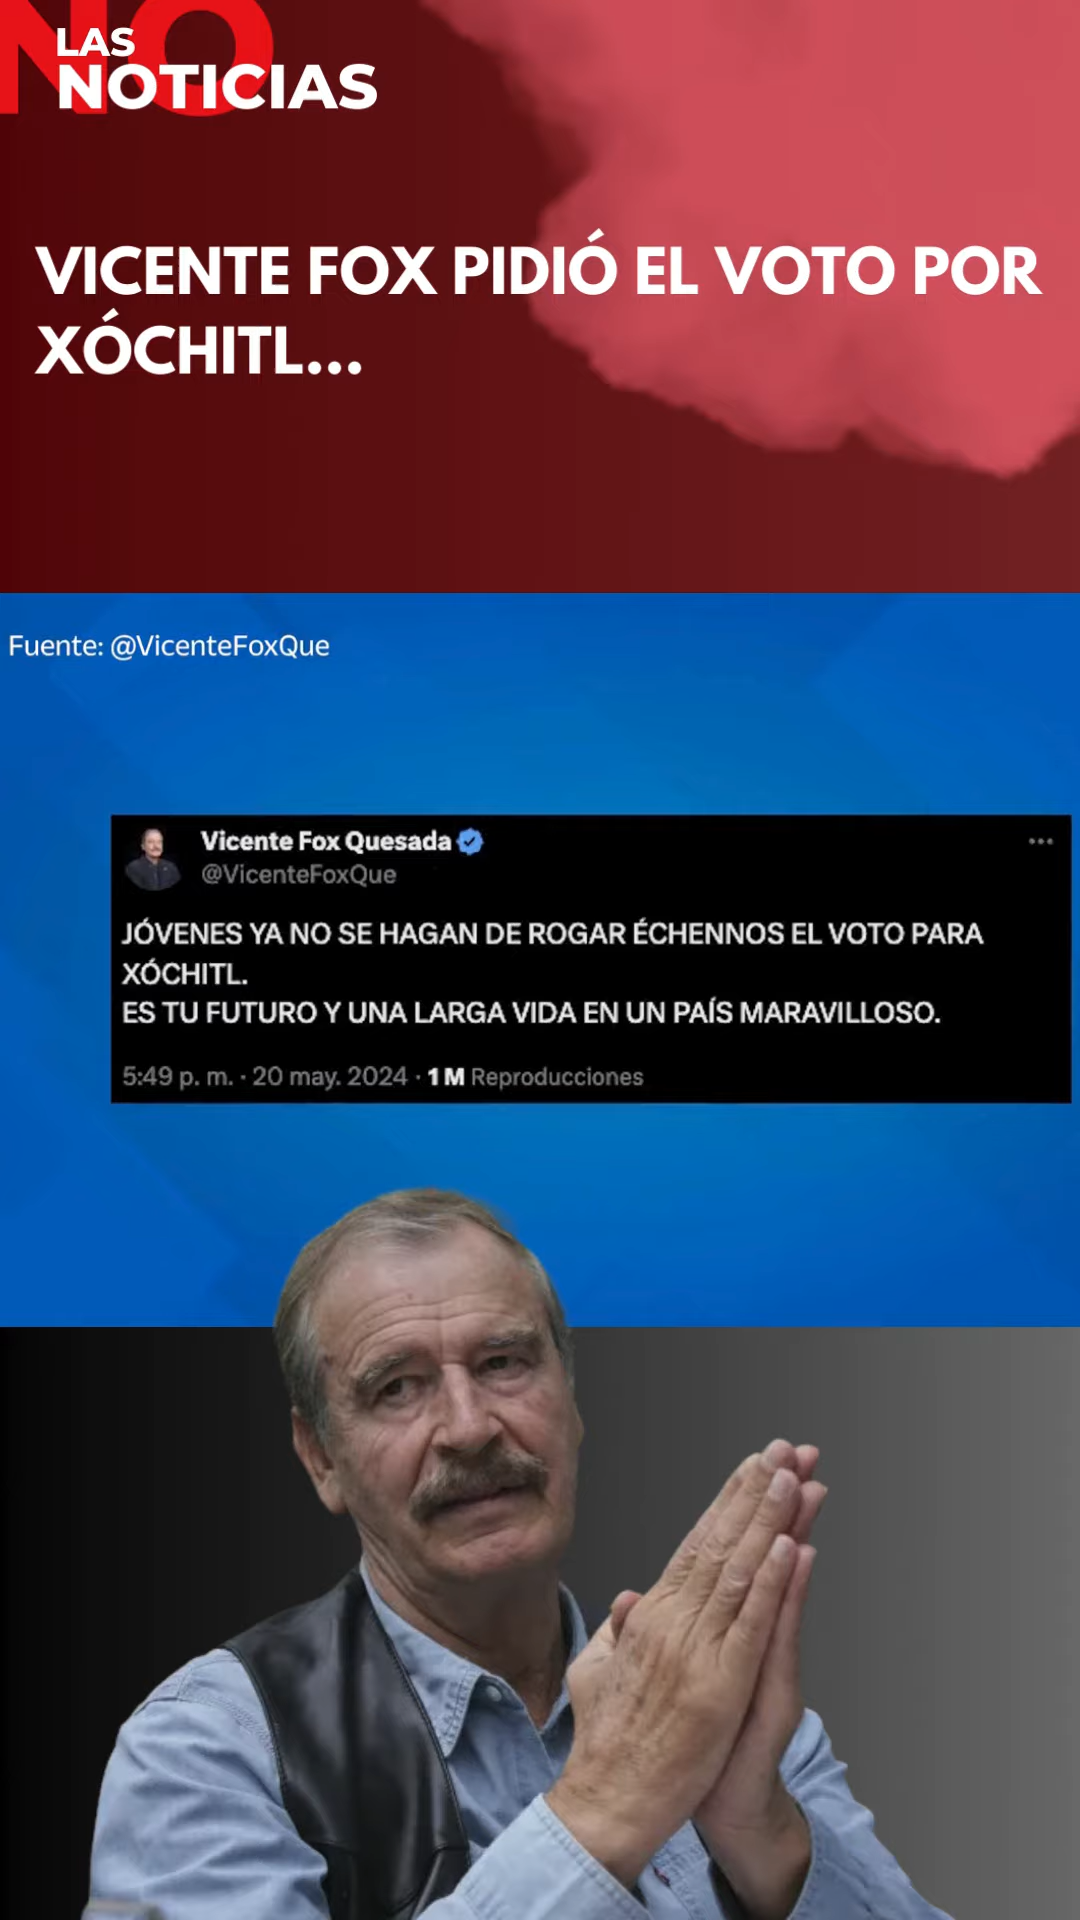 NO
LAS
NOTICIAS
VICENTE FOX PIDIÓ EL VOTO POR
XÓCHITL...
Fuente: @VicenteFoxQue
Vicente Fox Quesada
@VicenteFoxQue
JÓVENES YA NO SE HAGAN DE ROGAR ÉCHENNOS EL VOTO PARA
XÓCHITL.
ES TU FUTURO Y UNA LARGA VIDA EN UN PAÍS MARAVILLOSO.
5:49 p. m. · 20 may. 2024 · 1 M Reproducciones